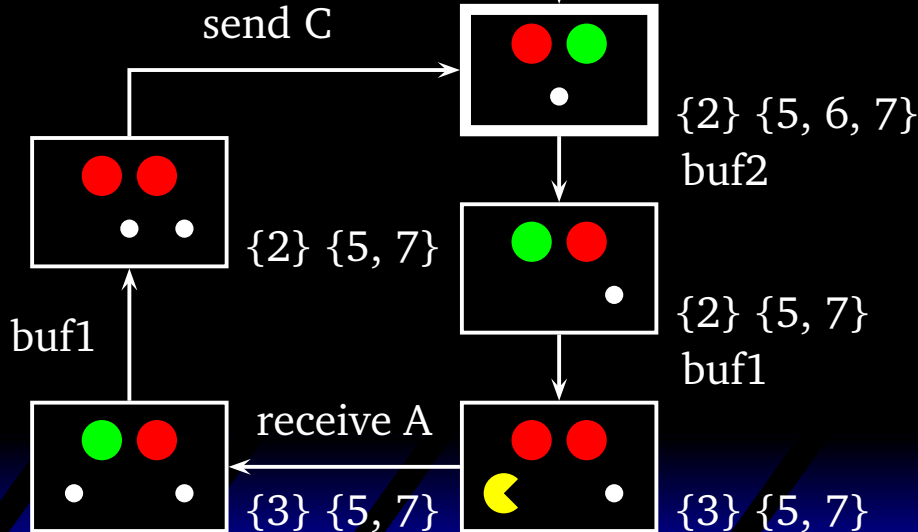 send C
{2} {5, 6, 7}
buf2
{2} {5, 7}
buf1
{2} {5, 7}
buf1
receive A
{3} {5, 7}
{3} {5, 7}